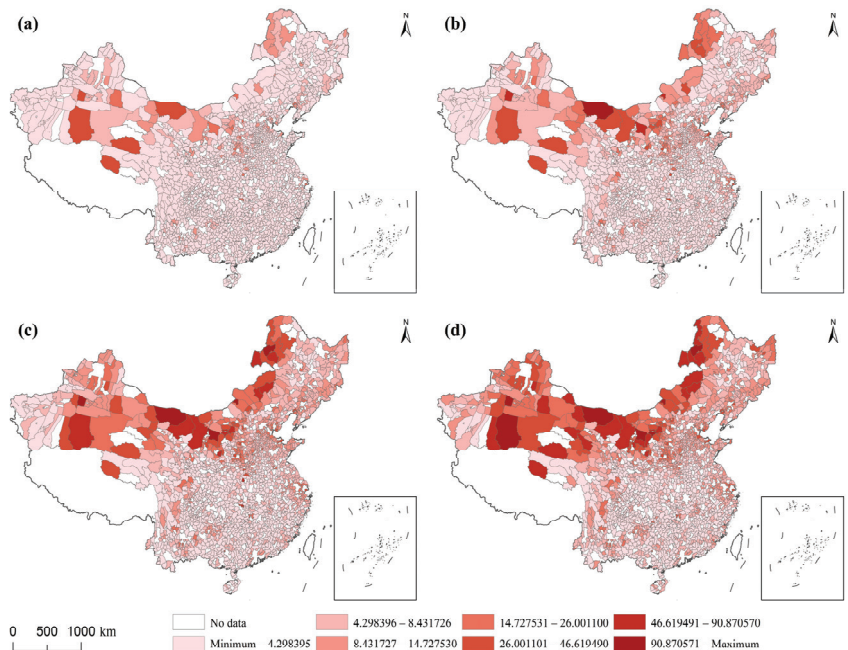 (a)
N
(b)
N
(c)
N
(d)
N
No data
4.298396 – 8.431726
14.727531 – 26.001100
46.619491 – 90.870570
Minimum 4.298395
8.431727 14.727530
26.001101 46.619490
90.870571 Maximum
0 500 1000 km